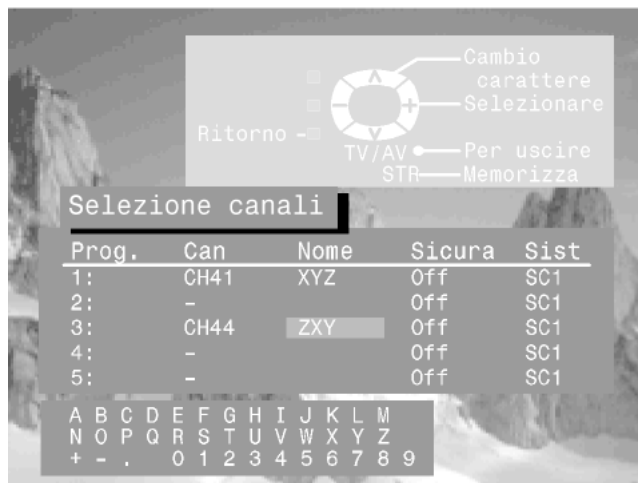 Cambio
carattere
Selezionare
Ritorno
TV/AV Per uscire
STR Memorizza
Selezione canali
Prog. Can Nome Sicura Sist
1: CH41 XYZ Off SC1
2: - Off SC1
3: CH44 ZXY Off SC1
4: - Off SC1
5: - Off SC1
A B C D E F G H I J K L M
N O P Q R S T U V W X Y Z
+ - . 0 1 2 3 4 5 6 7 8 9